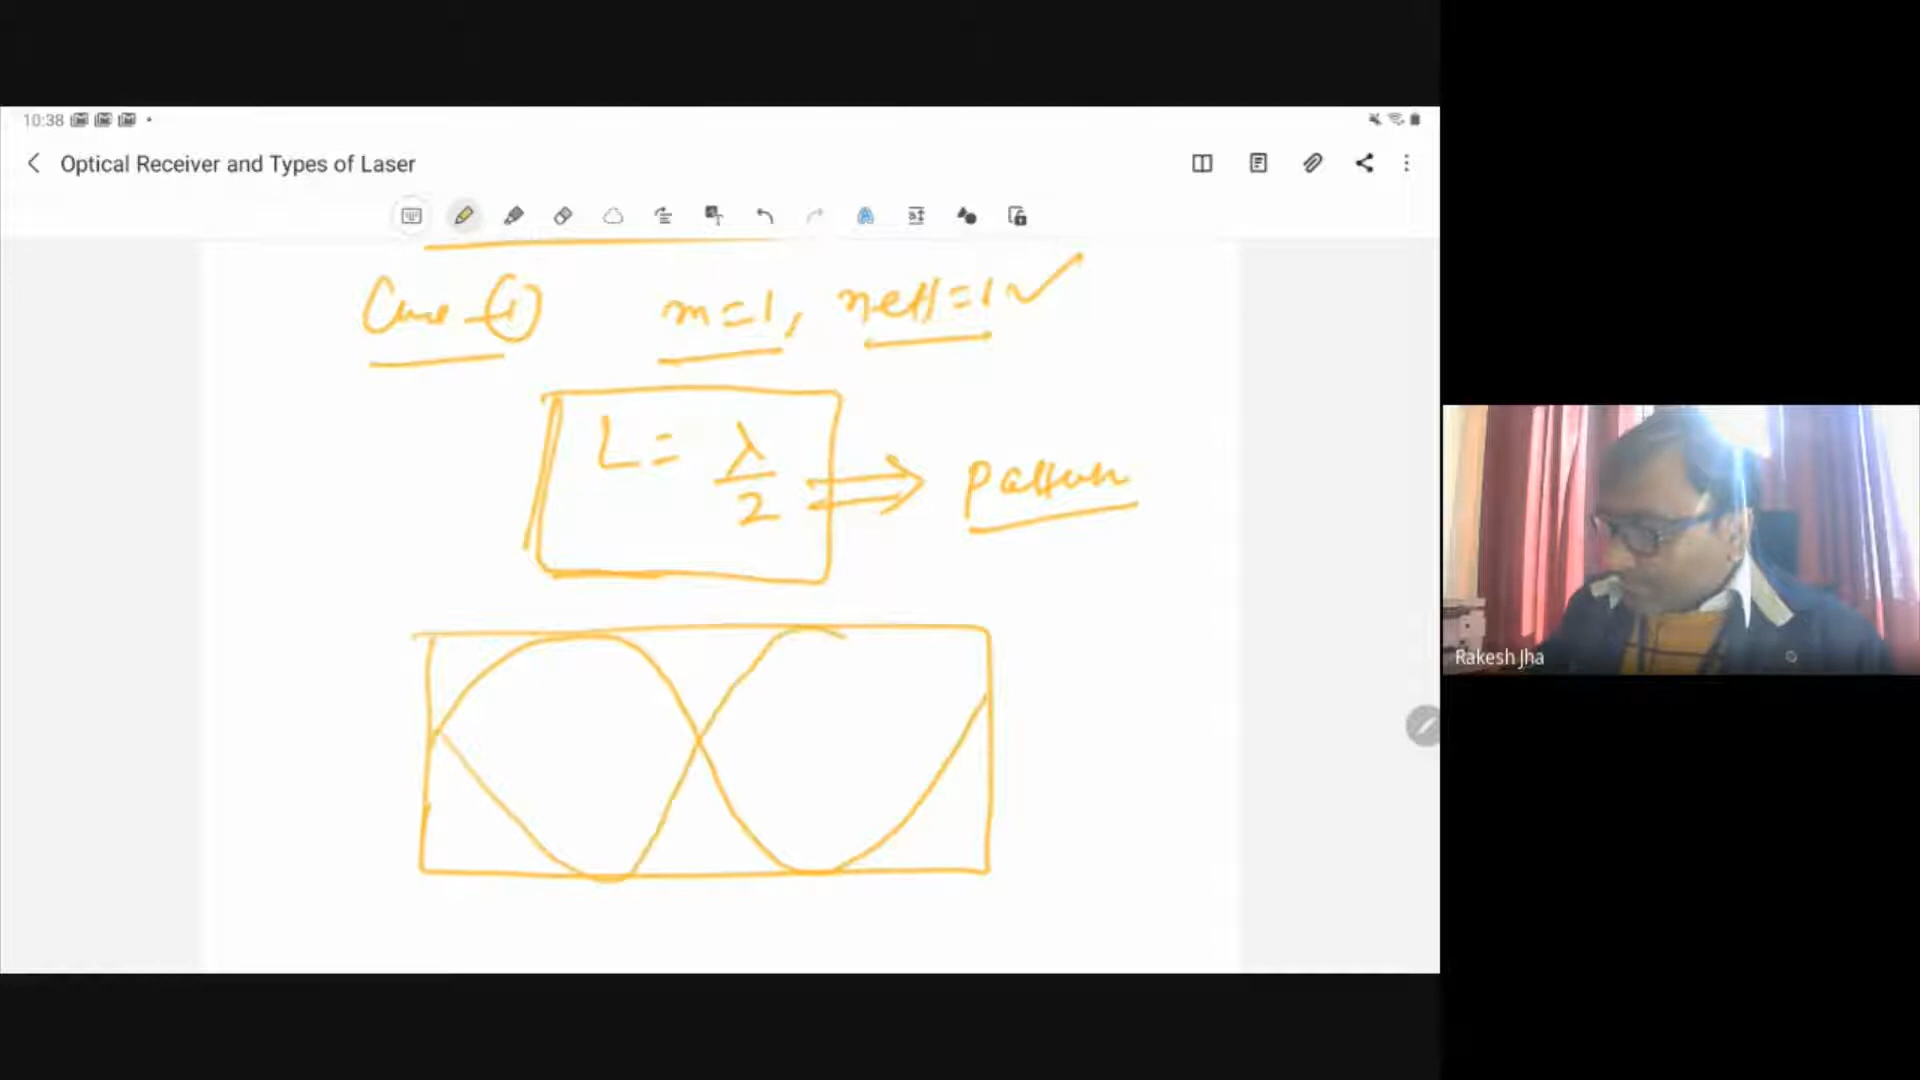 10:38
Optical Receiver and Types of Laser
Case-①
m=1, neff=1✓
L = λ/2 ⇒ Pattern
Rakesh Jha